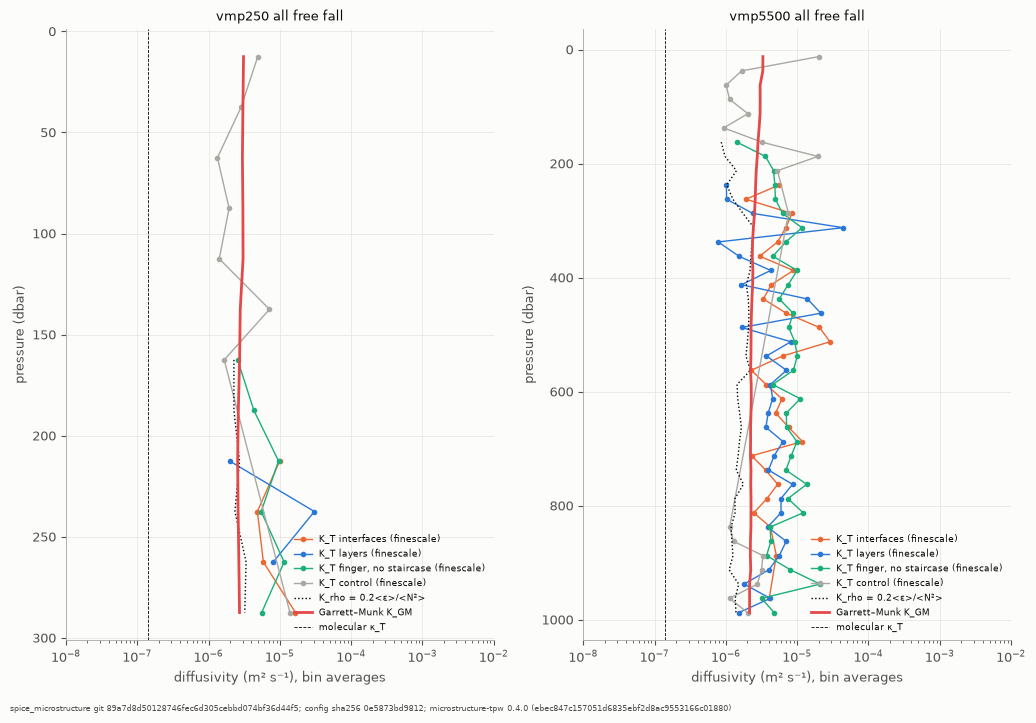 vmp250 all free fall
vmp5500 all free fall
0
50
100
150
200
250
300
pressure (dbar)
K_T interfaces (finescale)
K_T layers (finescale)
K_T finger, no staircase (finescale)
K_T control (finescale)
K_rho = 0.2<ε>/<N²>
Garrett–Munk K_GM
molecular κ_T
10⁻⁸
10⁻⁷
10⁻⁶
10⁻⁵
10⁻⁴
10⁻³
10⁻²
diffusivity (m² s⁻¹), bin averages
0
200
400
600
800
1000
pressure (dbar)
K_T interfaces (finescale)
K_T layers (finescale)
K_T finger, no staircase (finescale)
K_T control (finescale)
K_rho = 0.2<ε>/<N²>
Garrett–Munk K_GM
molecular κ_T
10⁻⁸
10⁻⁷
10⁻⁶
10⁻⁵
10⁻⁴
10⁻³
10⁻²
diffusivity (m² s⁻¹), bin averages
spice_microstructure git 89a7d8d50128746fec6d305cebbd074bf36d44f5; config sha256 0e5873bd9812; microstructure-tpw 0.4.0 (ebec847c157051d6835ebf2d8ac9553166c01880)